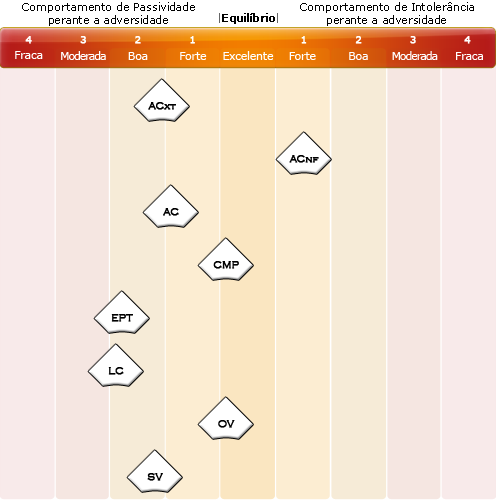 Comportamento de Passividade
perante a adversidade
|Equilíbrio|
Comportamento de Intolerância
perante a adversidade
4 3 2 1 1 2 3 4
Fraca Moderada Boa Forte Excelente Forte Boa Moderada Fraca
ACXT
ACNF
AC
CMP
EPT
LC
OV
SV